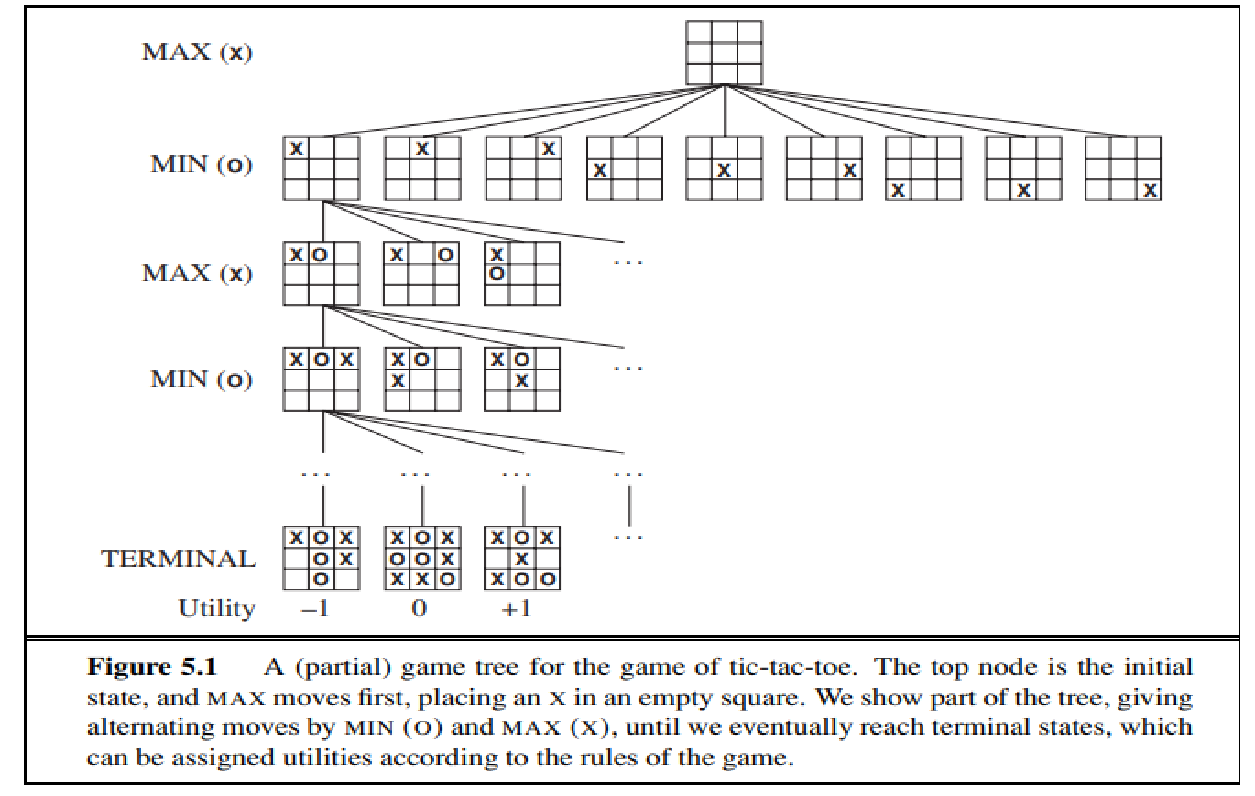 MAX (X)
MIN (O)
X X X X X X X X X
MAX (X)
X O X O X
O
...
MIN (O)
X O X X O X O
X X
...
... ... ... ...
TERMINAL
X O X X O X X O X
O X O O X X
O X X O X O O
...
Utility –1 0 +1
Figure 5.1 A (partial) game tree for the game of tic-tac-toe. The top node is the initial
state, and MAX moves first, placing an X in an empty square. We show part of the tree, giving
alternating moves by MIN (O) and MAX (X), until we eventually reach terminal states, which
can be assigned utilities according to the rules of the game.